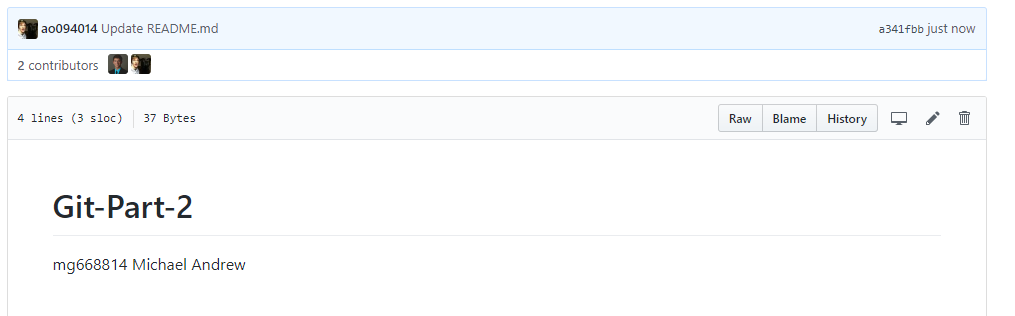 ao094014 Update README.md a341fbb just now
2 contributors
4 lines (3 sloc) 37 Bytes Raw Blame History
Git-Part-2
mg668814 Michael Andrew